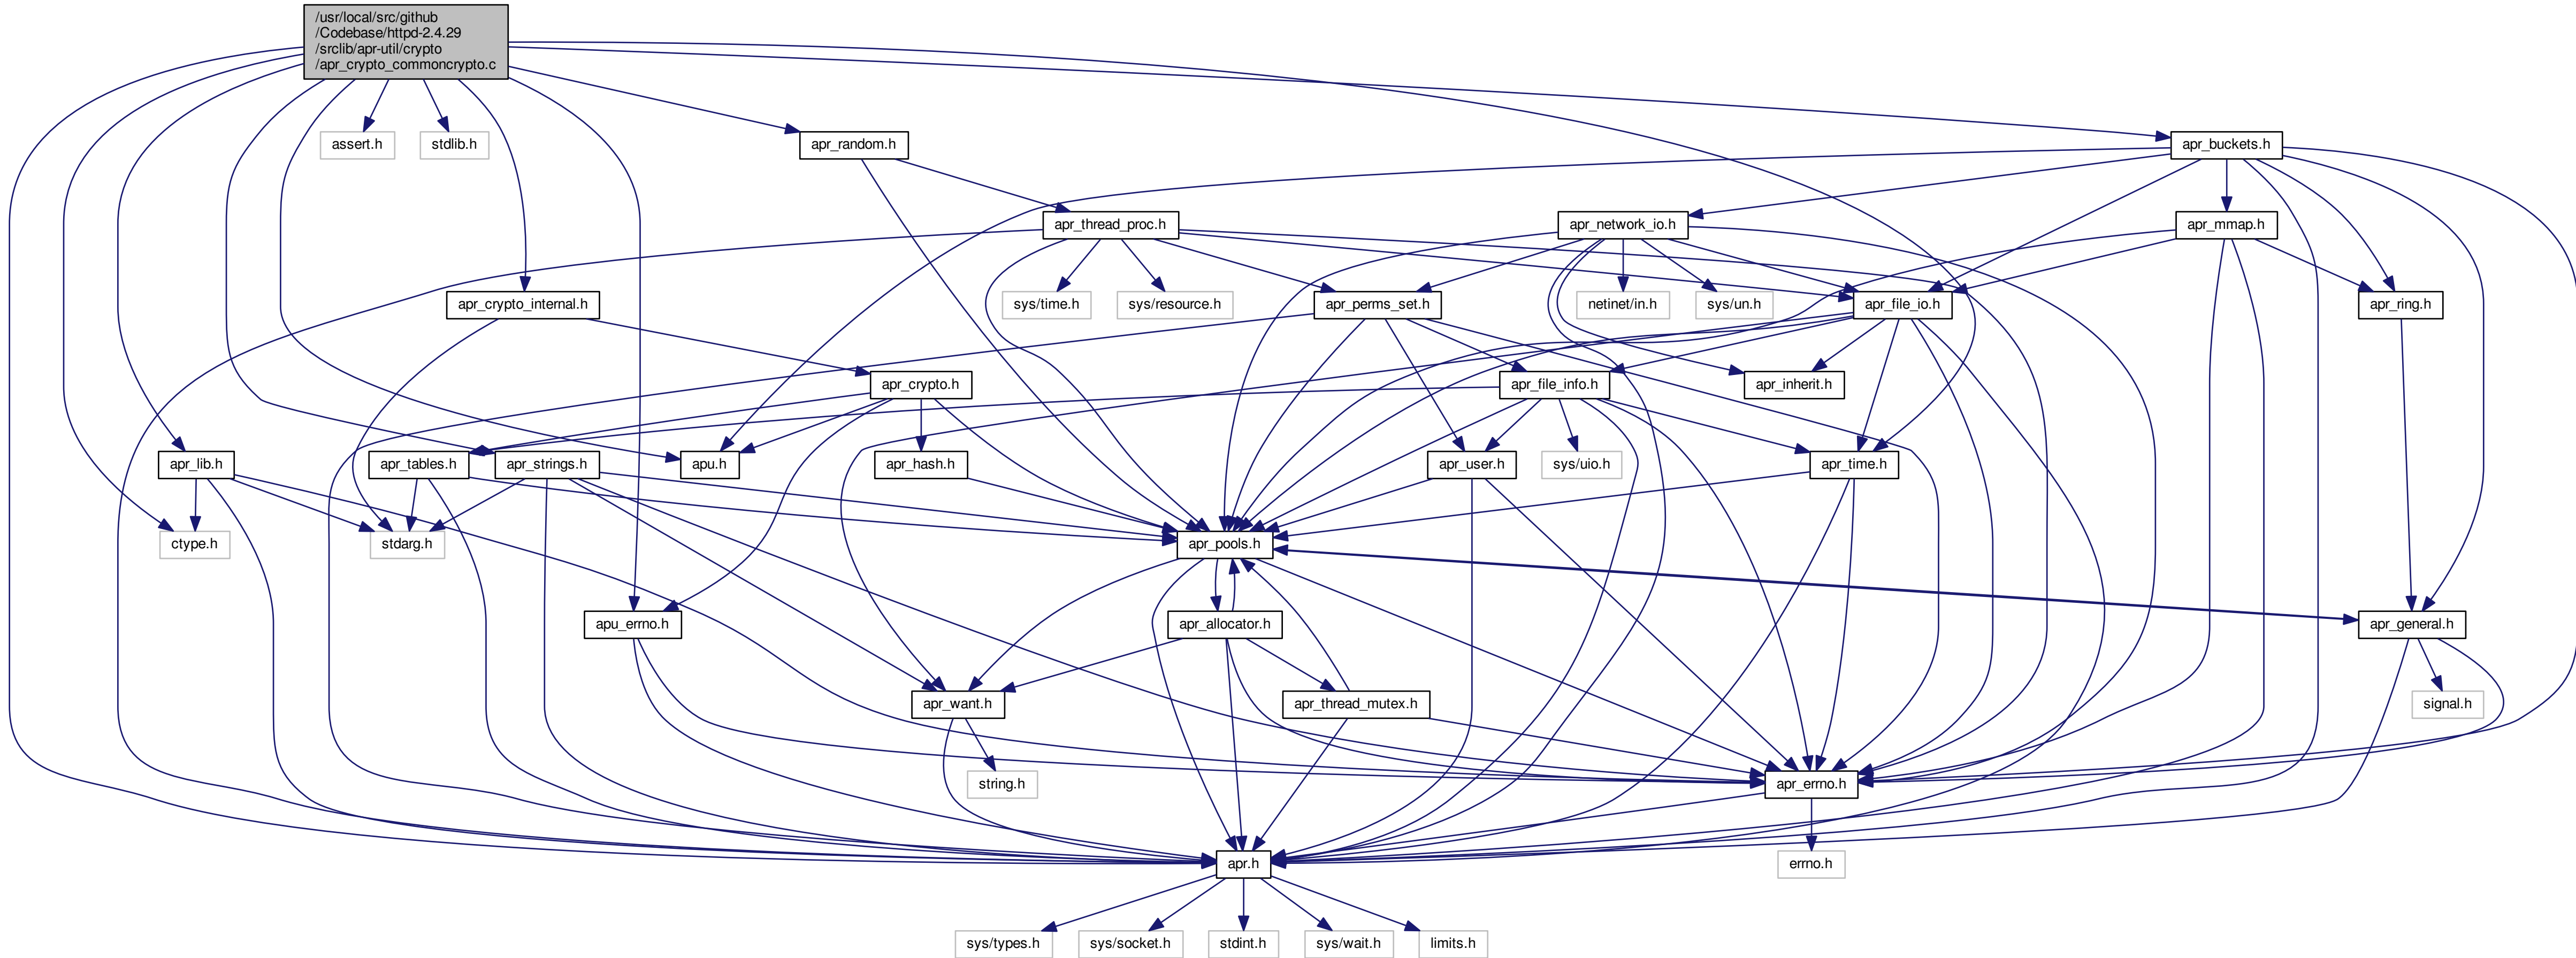 /usr/local/src/github
/Codebase/httpd-2.4.29
/srclib/apr-util/crypto
/apr_crypto_commoncrypto.c
assert.h
stdlib.h
apr_random.h
apr_buckets.h
apr_thread_proc.h
apr_network_io.h
apr_mmap.h
apr_crypto_internal.h
sys/time.h
sys/resource.h
apr_perms_set.h
netinet/in.h
sys/un.h
apr_file_io.h
apr_ring.h
apr_crypto.h
apr_file_info.h
apr_inherit.h
apr_lib.h
apr_tables.h
apr_strings.h
apu.h
apr_hash.h
apr_user.h
sys/uio.h
apr_time.h
ctype.h
stdarg.h
apr_pools.h
apu_errno.h
apr_allocator.h
apr_general.h
apr_want.h
apr_thread_mutex.h
signal.h
string.h
apr_errno.h
apr.h
errno.h
sys/types.h
sys/socket.h
stdint.h
sys/wait.h
limits.h